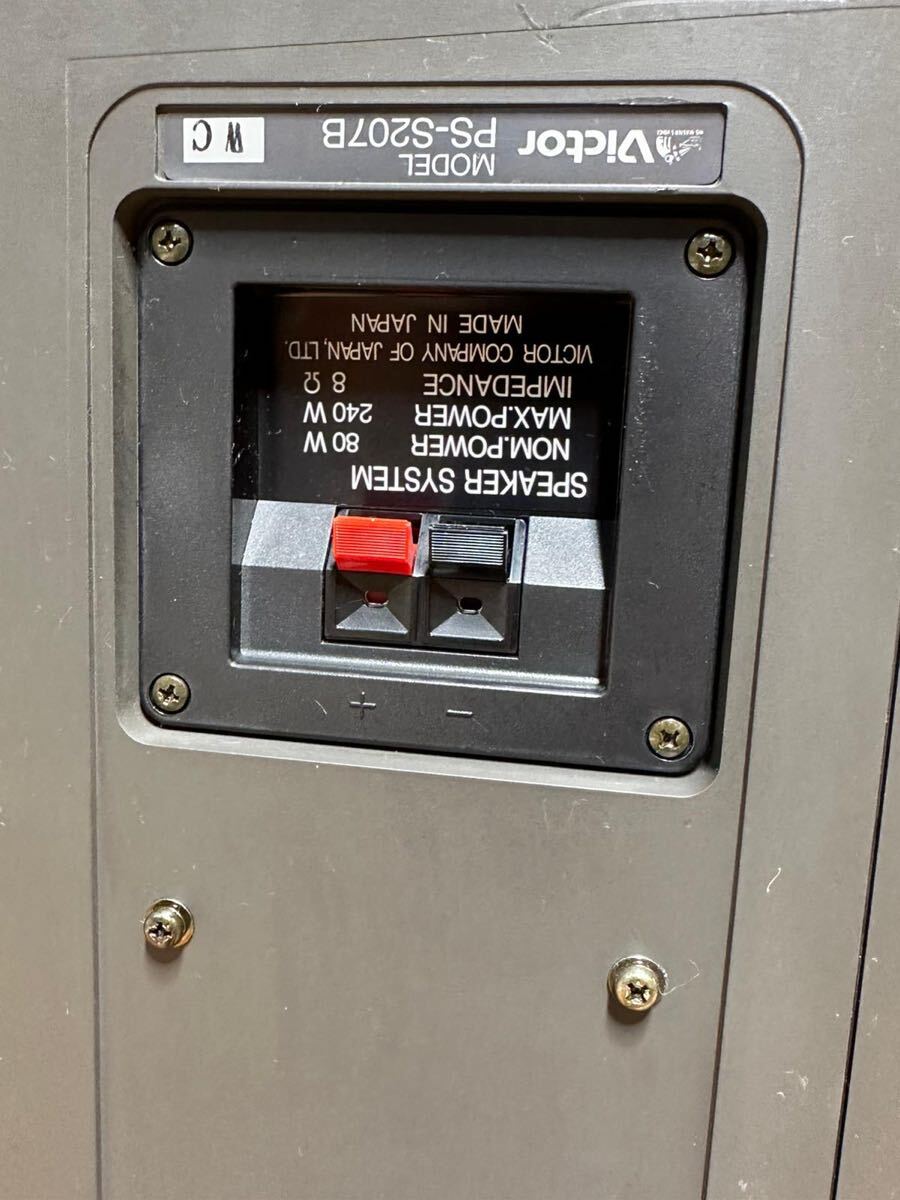 − +
SPEAKER SYSTEM
NOM.POWER 80 W
MAX.POWER 240 W
IMPEDANCE 8 Ω
VICTOR COMPANY OF JAPAN, LTD.
MADE IN JAPAN
Victor
MODEL
PS-S207B
W C